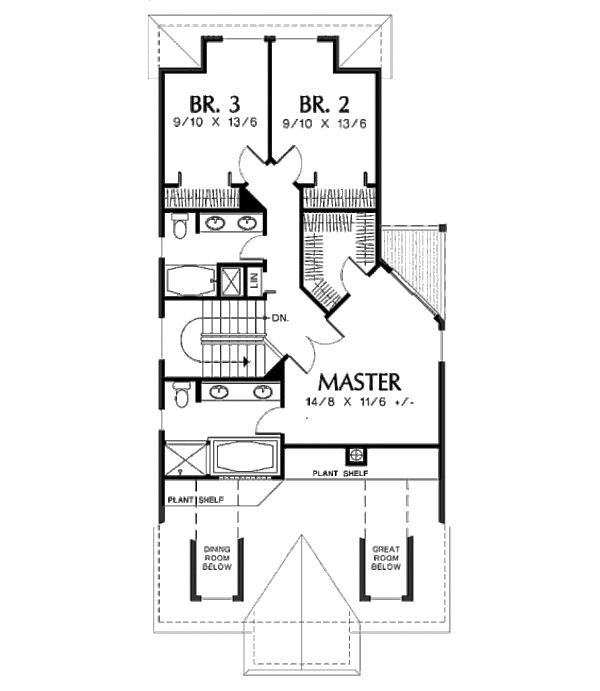 BR. 3
9/10 X 13/6
BR. 2
9/10 X 13/6
LIN
DN.
MASTER
14/8 X 11/6 +/-
PLANT SHELF
PLANT SHELF
DINING
ROOM
BELOW
GREAT
ROOM
BELOW